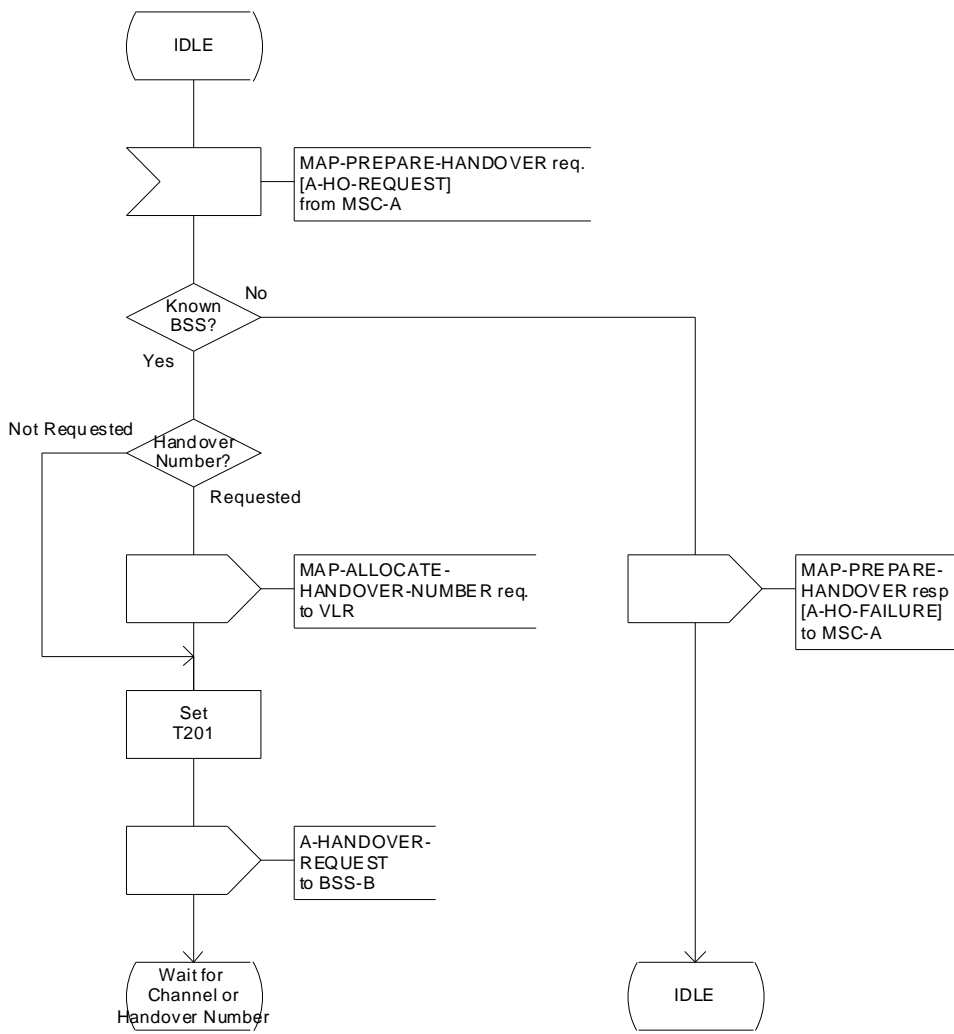 IDLE
MAP-PREPARE-HANDOVER req.
[A-HO-REQUEST]
from MSC-A
Known
BSS?
No
Yes
Not Requested
Handover
Number?
Requested
MAP-ALLOCATE-
HANDOVER-NUMBER req.
to VLR
MAP-PREPARE-
HANDOVER resp
[A-HO-FAILURE]
to MSC-A
Set
T201
A-HANDOVER-
REQUEST
to BSS-B
Wait for
Channel or
Handover Number
IDLE